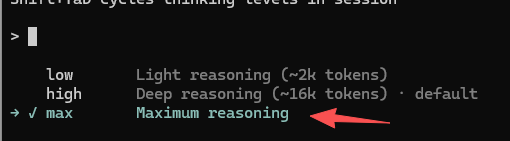 Shift+Tab cycles thinking levels in session
>
low Light reasoning (~2k tokens)
high Deep reasoning (~16k tokens) · default
→ ✓ max Maximum reasoning